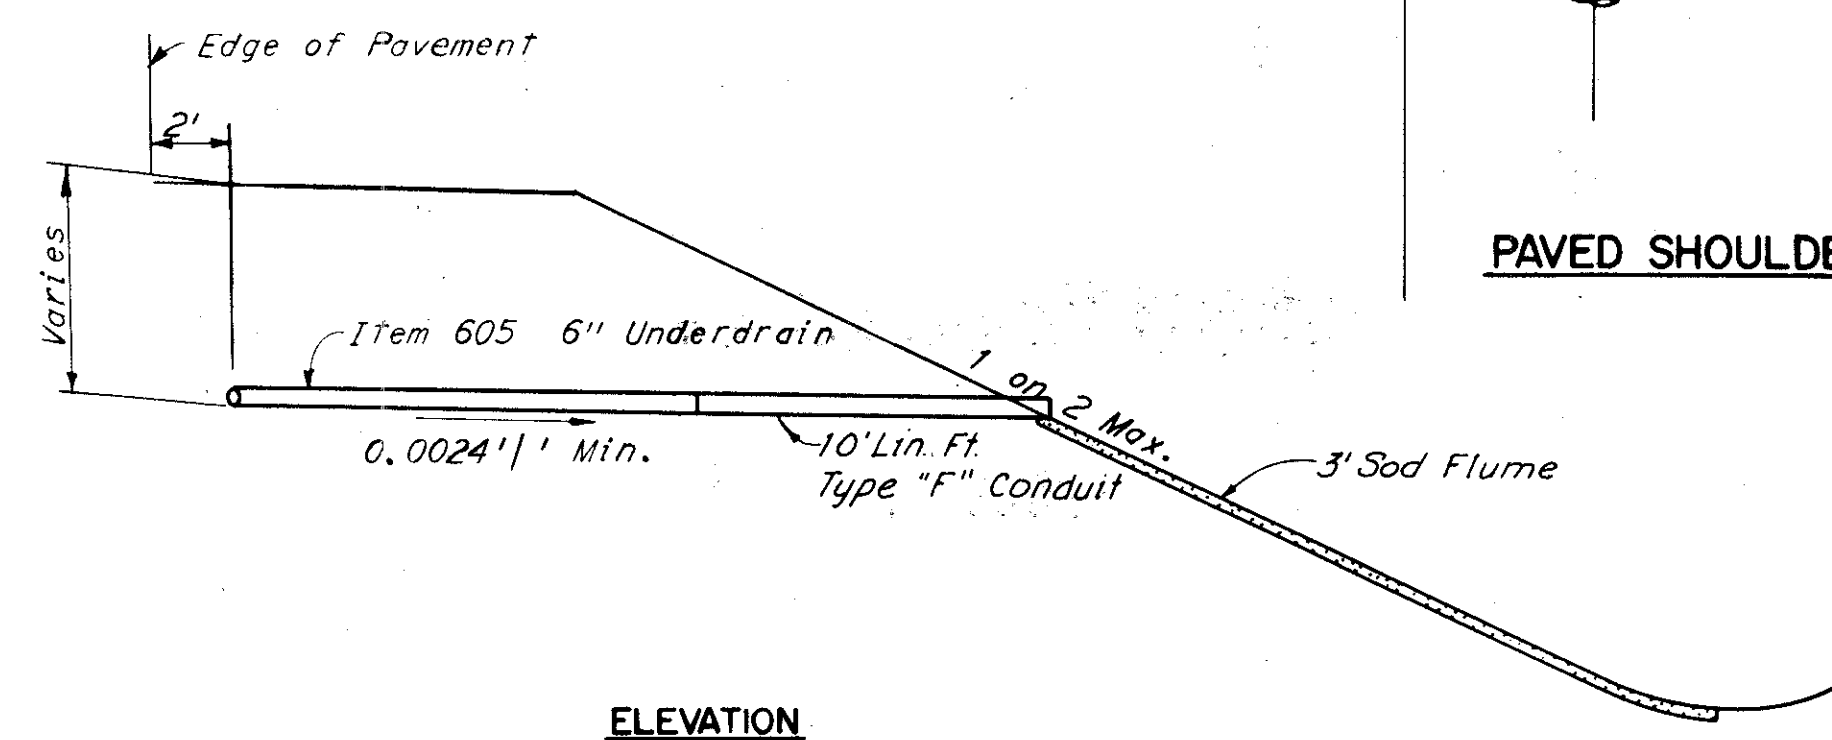 Edge of Pavement
2'
Varies
PAVED SHOULDE
Item 605 6" Underdrain
1 on 2 Max.
0.0024'/' Min.
10' Lin. Ft.
Type "F" Conduit
3' Sod Flume
ELEVATION